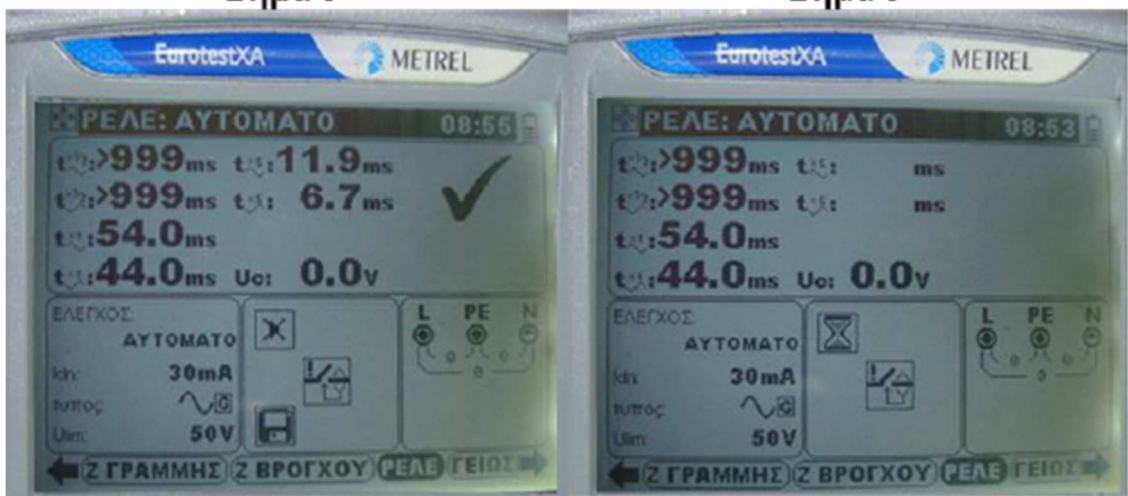 EurotestXA METREL
ΡΕΛΕ: ΑΥΤΟΜΑΤΟ 08:55
t:>999ms t:11.9ms
t:>999ms t: 6.7ms
t:54.0ms
t:44.0ms Uc: 0.0v
ΕΛΕΓΧΟΣ: L PE N
ΑΥΤΟΜΑΤΟ
Idn: 30mA
τυπος: G
Ulim: 50V
Ζ ΓΡΑΜΜΗΣ Ζ ΒΡΟΓΧΟΥ ΡΕΛΕ ΓΕΙΩΣ
EurotestXA METREL
ΡΕΛΕ: ΑΥΤΟΜΑΤΟ 08:53
t:>999ms t: ms
t:>999ms t: ms
t:54.0ms
t:44.0ms Uc: 0.0v
ΕΛΕΓΧΟΣ: L PE N
ΑΥΤΟΜΑΤΟ
Idn: 30mA
τυπος: G
Ulim: 50V
Ζ ΓΡΑΜΜΗΣ Ζ ΒΡΟΓΧΟΥ ΡΕΛΕ ΓΕΙΩΣ